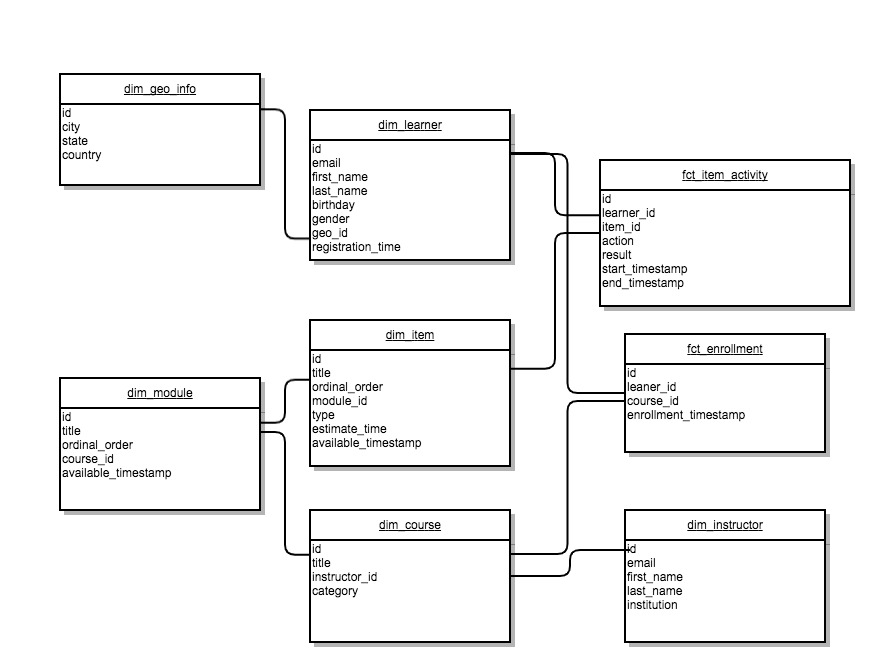 dim_geo_info
id
city
state
country
dim_learner
id
email
first_name
last_name
birthday
gender
geo_id
registration_time
fct_item_activity
id
learner_id
item_id
action
result
start_timestamp
end_timestamp
dim_module
id
title
ordinal_order
course_id
available_timestamp
dim_item
id
title
ordinal_order
module_id
type
estimate_time
available_timestamp
fct_enrollment
id
leaner_id
course_id
enrollment_timestamp
dim_course
id
title
instructor_id
category
dim_instructor
id
email
first_name
last_name
institution